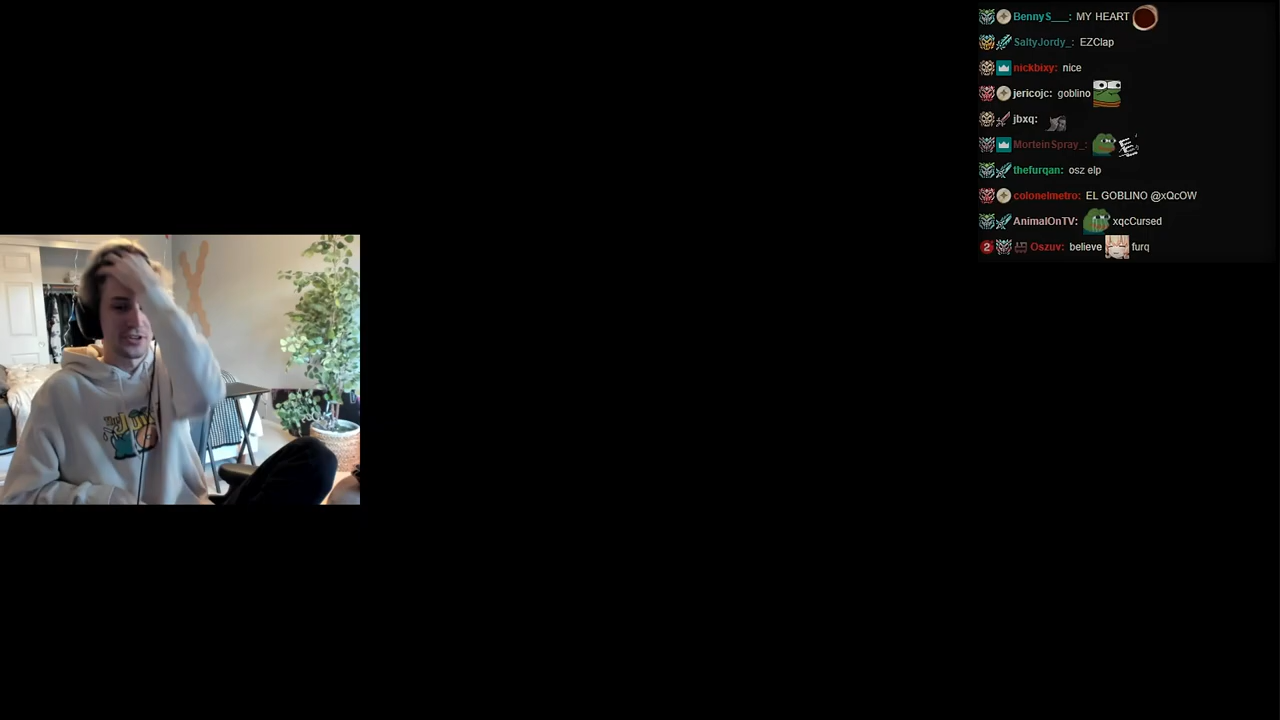 BennyS___: MY HEART
SaltyJordy_: EZClap
nickbixy: nice
jericojc: goblino
jbxq:
MorteinSpray_:
thefurqan: osz elp
colonelmetro: EL GOBLINO @xQcOW
AnimalOnTV: xqcCursed
2 Oszuv: believe furq